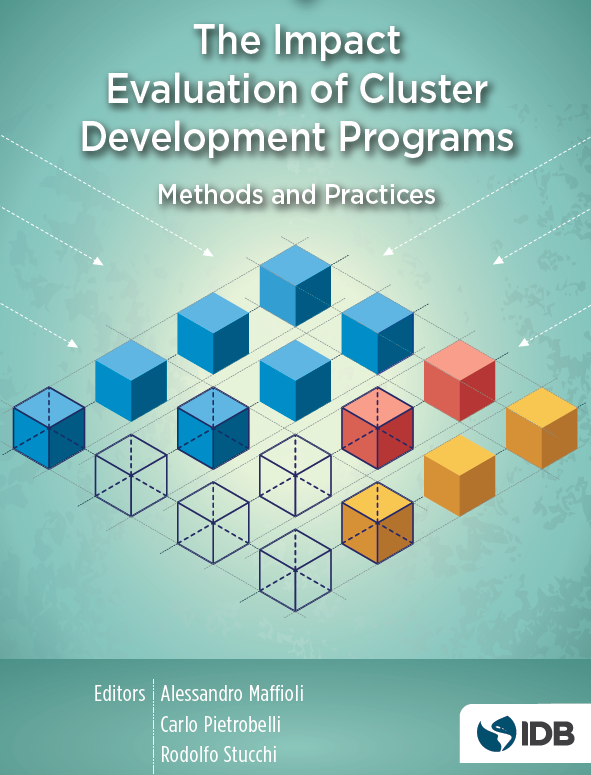 The Impact
Evaluation of Cluster
Development Programs
Methods and Practices
Editors
Alessandro Maffioli
Carlo Pietrobelli
Rodolfo Stucchi
IDB